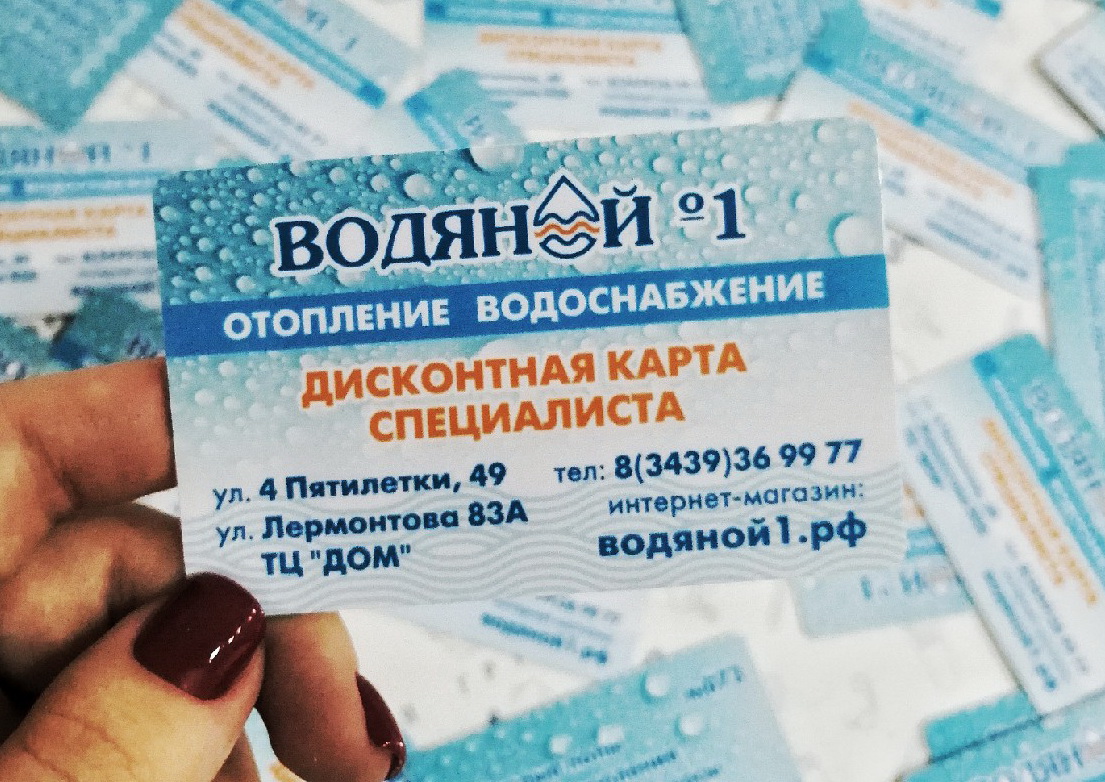 ВОДЯНОЙ №1
ОТОПЛЕНИЕ ВОДОСНАБЖЕНИЕ
ДИСКОНТНАЯ КАРТА
СПЕЦИАЛИСТА
ул. 4 Пятилетки, 49
ул. Лермонтова 83А
ТЦ "ДОМ"
тел: 8(3439)36 99 77
интернет-магазин:
водяной1.рф